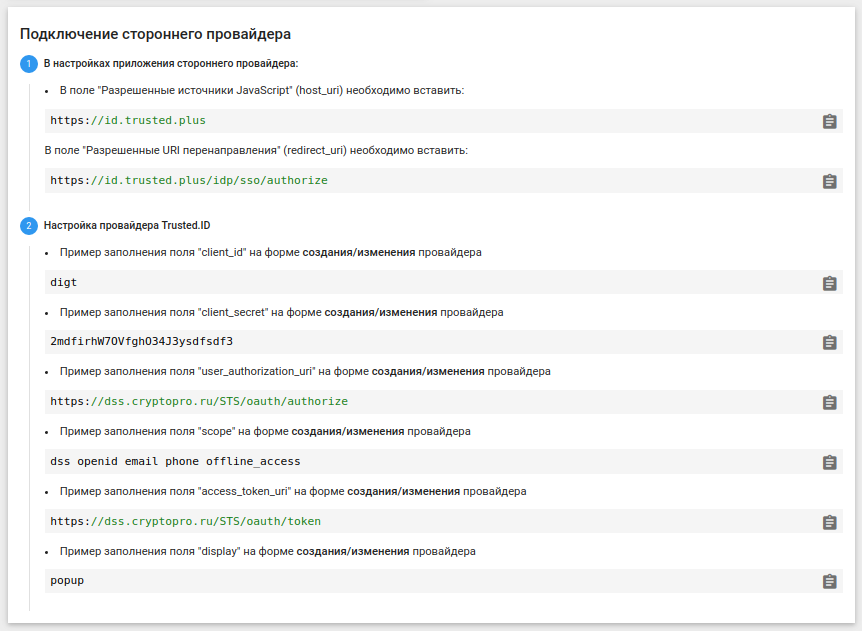 Подключение стороннего провайдера
1 В настройках приложения стороннего провайдера:
• В поле "Разрешенные источники JavaScript" (host_uri) необходимо вставить:
https://id.trusted.plus
В поле "Разрешенные URI перенаправления" (redirect_uri) необходимо вставить:
https://id.trusted.plus/idp/sso/authorize
2 Настройка провайдера Trusted.ID
• Пример заполнения поля "client_id" на форме создания/изменения провайдера
digt
• Пример заполнения поля "client_secret" на форме создания/изменения провайдера
2mdfirhW7OVfghO34J3ysdfsdf3
• Пример заполнения поля "user_authorization_uri" на форме создания/изменения провайдера
https://dss.cryptopro.ru/STS/oauth/authorize
• Пример заполнения поля "scope" на форме создания/изменения провайдера
dss openid email phone offline_access
• Пример заполнения поля "access_token_uri" на форме создания/изменения провайдера
https://dss.cryptopro.ru/STS/oauth/token
• Пример заполнения поля "display" на форме создания/изменения провайдера
popup